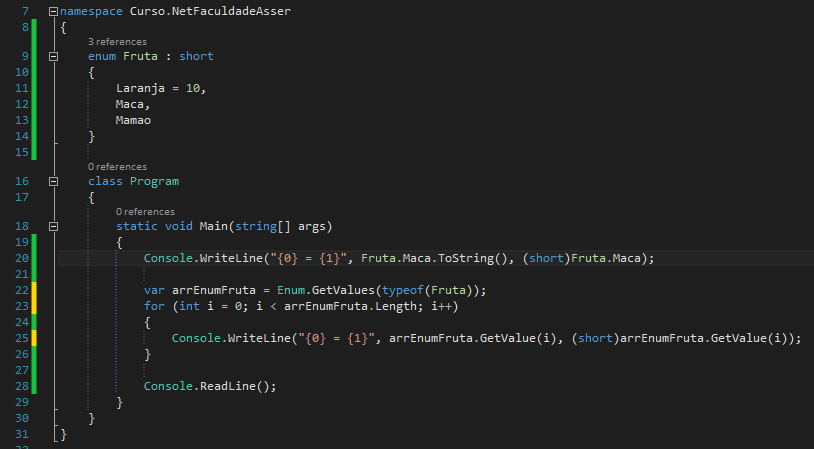 7 namespace Curso.NetFaculdadeAsser
8 {
3 references
9 enum Fruta : short
10 {
11 Laranja = 10,
12 Maca,
13 Mamao
14 }
15
0 references
16 class Program
17 {
0 references
18 static void Main(string[] args)
19 {
20 Console.WriteLine("{0} = {1}", Fruta.Maca.ToString(), (short)Fruta.Maca);
21
22 var arrEnumFruta = Enum.GetValues(typeof(Fruta));
23 for (int i = 0; i < arrEnumFruta.Length; i++)
24 {
25 Console.WriteLine("{0} = {1}", arrEnumFruta.GetValue(i), (short)arrEnumFruta.GetValue(i));
26 }
27
28 Console.ReadLine();
29 }
30 }
31 }